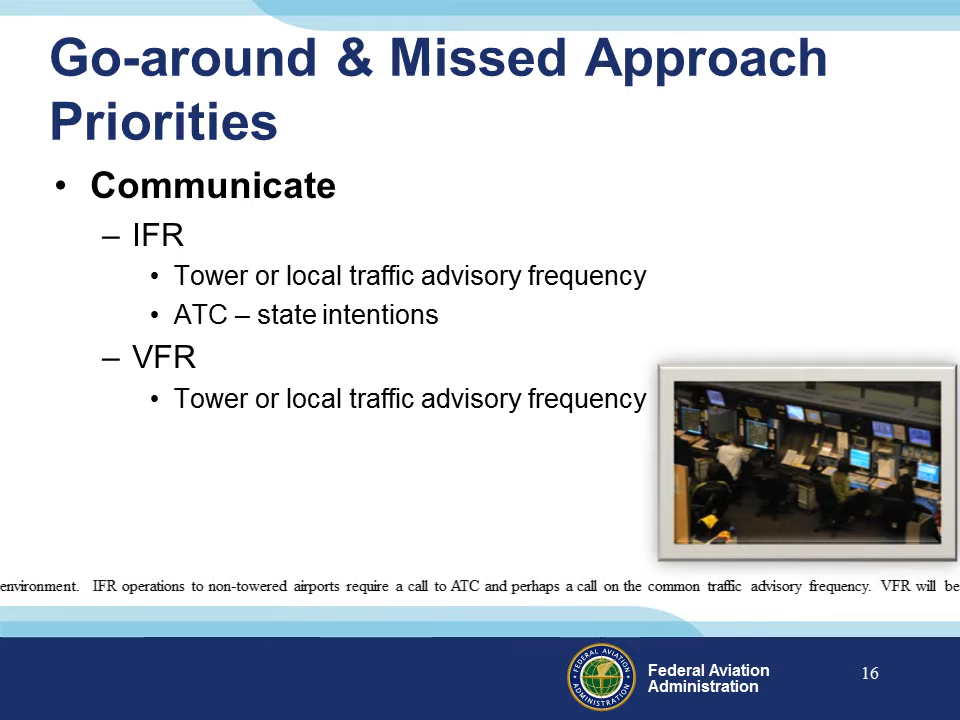 Go-around & Missed Approach
Priorities
• Communicate
– IFR
• Tower or local traffic advisory frequency
• ATC – state intentions
– VFR
• Tower or local traffic advisory frequency
environment. IFR operations to non-towered airports require a call to ATC and perhaps a call on the common traffic advisory frequency. VFR will be
FEDERAL AVIATION
ADMINISTRATION
Federal Aviation
Administration
16